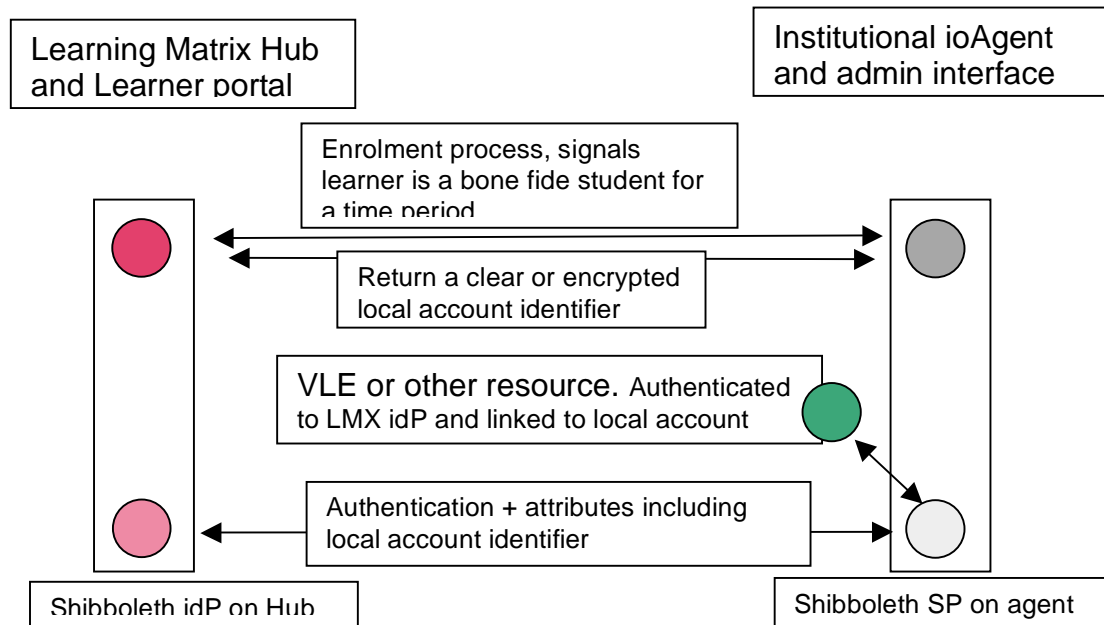 Learning Matrix Hub
and Learner portal
Institutional ioAgent
and admin interface
Enrolment process, signals
learner is a bone fide student for
a time period
Return a clear or encrypted
local account identifier
VLE or other resource. Authenticated
to LMX idP and linked to local account
Authentication + attributes including
local account identifier
Shibboleth idP on Hub
Shibboleth SP on agent